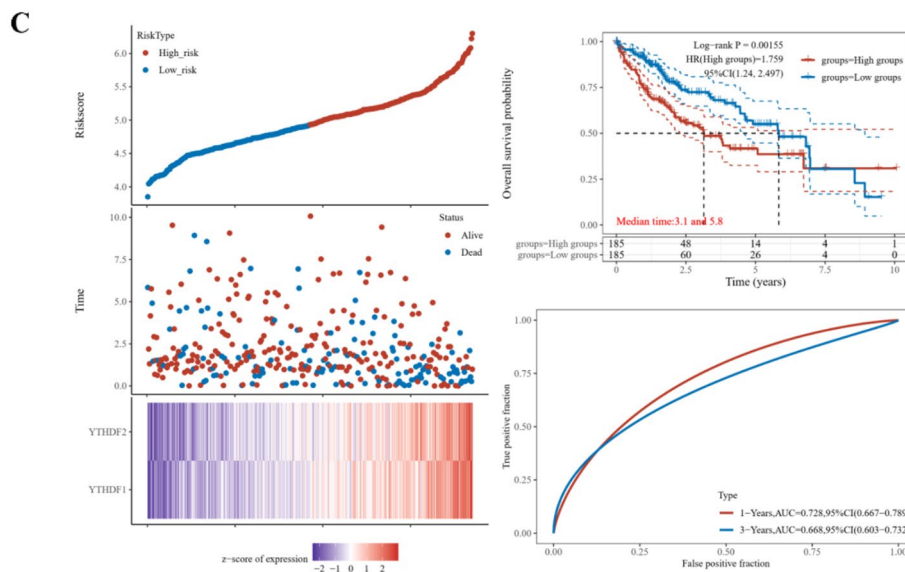 C
RiskType
High_risk
Low_risk
Riskscore
6.0
5.5
5.0
4.5
4.0
Status
Alive
Dead
Time
10.0
7.5
5.0
2.5
0.0
YTHDF2
YTHDF1
z-score of expression
-2 -1 0 1 2
Log-rank P = 0.00155
HR(High groups)=1.759
95%CI(1.24, 2.497)
groups=High groups
groups=Low groups
Overall survival probability
1.00
0.75
0.50
0.25
0.00
Median time:3.1 and 5.8
groups=High groups 185 48 14 4 1
groups=Low groups 185 60 26 4 0
0 2.5 5 7.5 10
Time (years)
True positive fraction
1.00
0.75
0.50
0.25
0.00
Type
1-Years,AUC=0.728,95%CI(0.667-0.789
3-Years,AUC=0.668,95%CI(0.603-0.732
0.00 0.25 0.50 0.75 1.00
False positive fraction